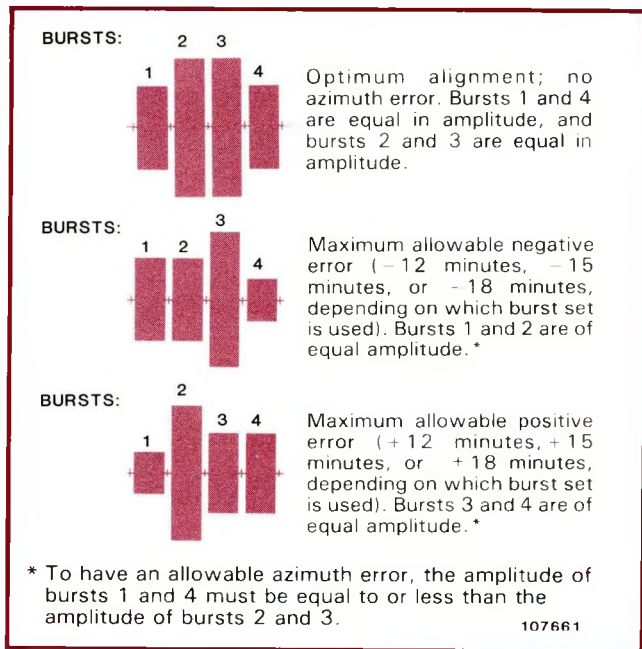 BURSTS:
2 3
1 4
Optimum alignment; no
azimuth error. Bursts 1 and 4
are equal in amplitude, and
bursts 2 and 3 are equal in
amplitude.
BURSTS:
3
1 2
4
Maximum allowable negative
error (−12 minutes, −15
minutes, or −18 minutes,
depending on which burst set
is used). Bursts 1 and 2 are of
equal amplitude.*
BURSTS:
2
3 4
1
Maximum allowable positive
error (+12 minutes, +15
minutes, or +18 minutes,
depending on which burst set
is used). Bursts 3 and 4 are of
equal amplitude.*
* To have an allowable azimuth error, the amplitude of
bursts 1 and 4 must be equal to or less than the
amplitude of bursts 2 and 3.
107661